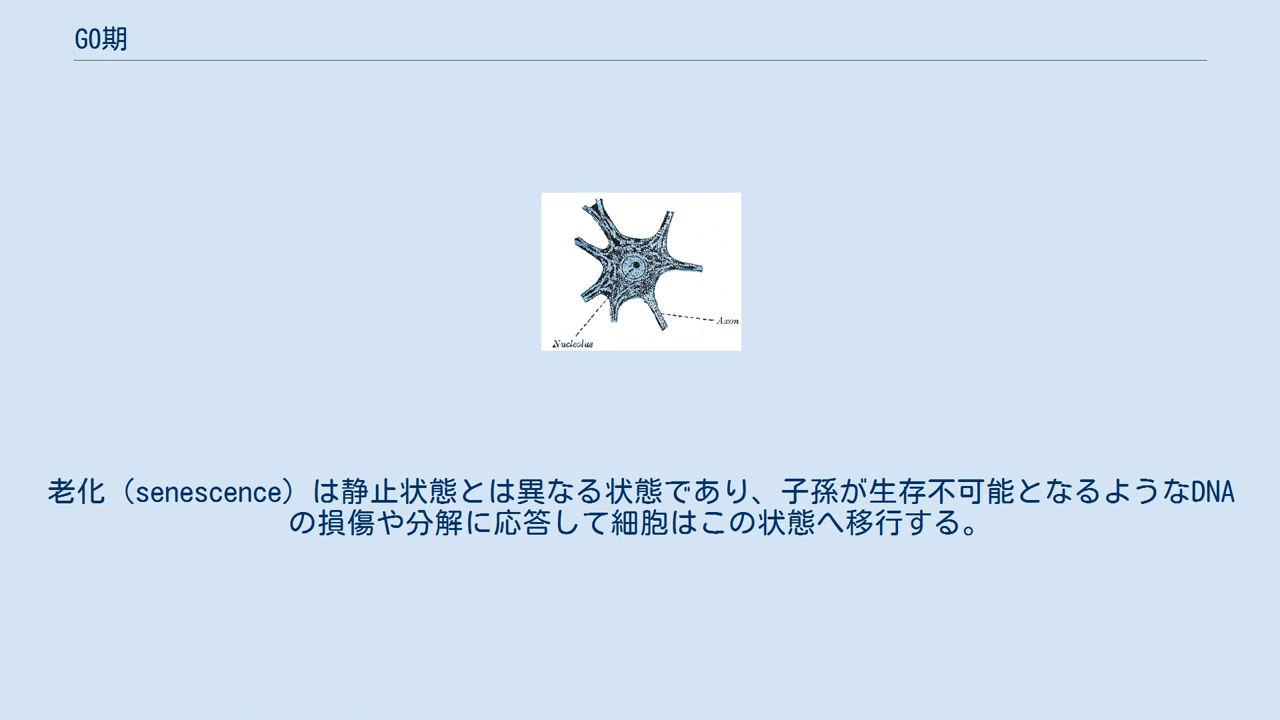 G0期
Axon
Nucleolus
老化（senescence）は静止状態とは異なる状態であり、子孫が生存不可能となるようなDNA
の損傷や分解に応答して細胞はこの状態へ移行する。